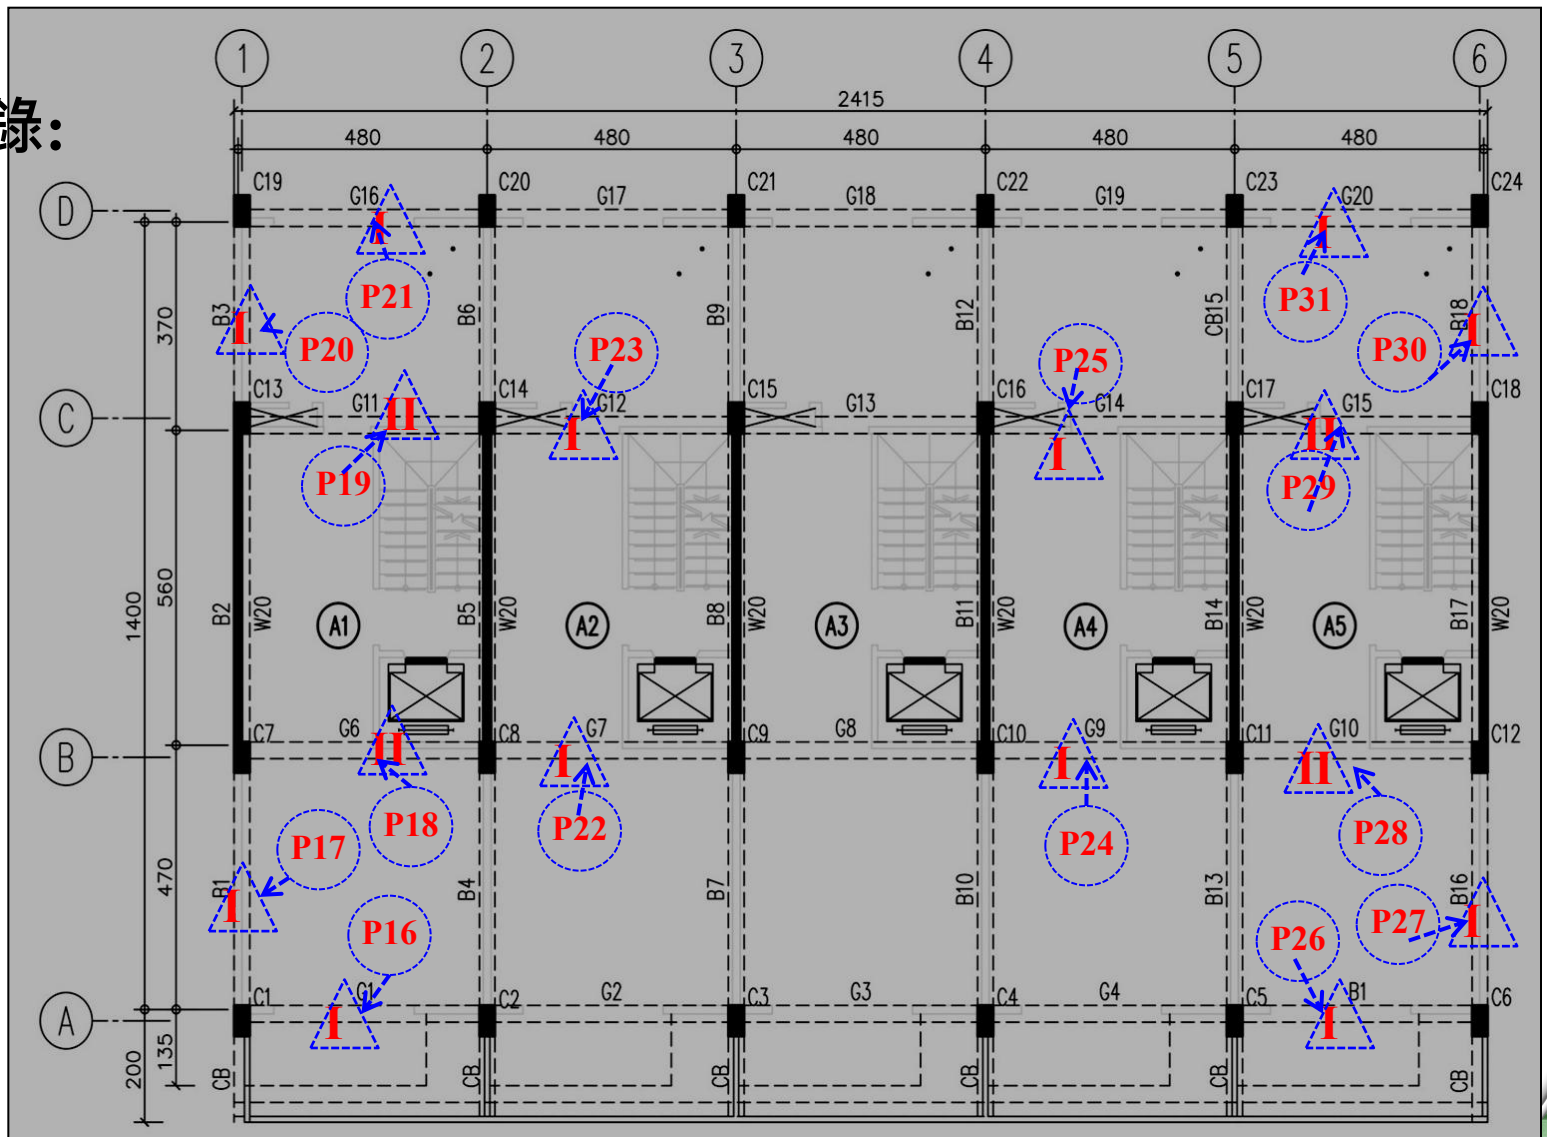 1 2 3 4 5 6
2415
錄:
480 480 480 480 480
C19 G16 C20 G17 C21 G18 C22 G19 C23 G20 C24
D
I I
P21 P31
370 B3 B6 B9 B12 CB15 B18
I P20 P23 P25 P30 I
C13 C14 C15 C16 C17 C18
C G11 II G12 G13 G14 G15
I I II
P19 P29
1400 560 B2 W20 A1 B5 W20 A2 B8 W20 A3 B11 W20 A4 B14 W20 A5 B17 W20
C7 G6 C8 G7 C9 G8 C10 G9 C11 G10 C12
B II I I II
P18 P22 P24 P28
P17
470 B1 B4 B7 B10 B13 B16
I P16 P26 P27 I
C1 G1 C2 G2 C3 G3 C4 G4 C5 B1 C6
A I I
200 135 CB CB CB CB CB CB